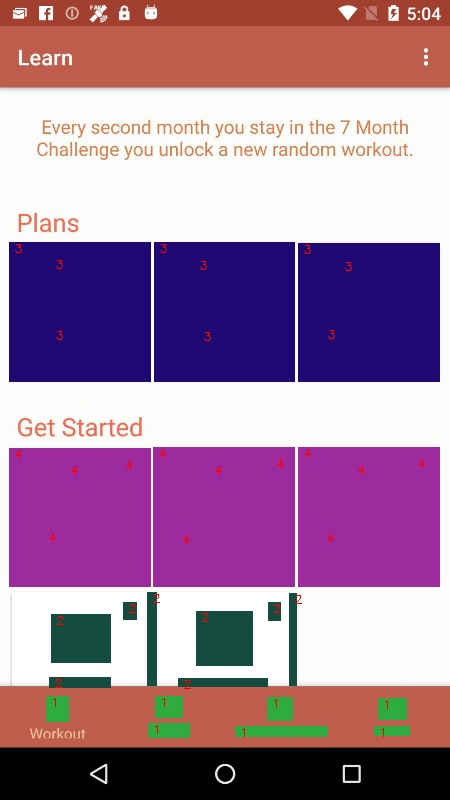 5:04
Learn
Every second month you stay in the 7 Month
Challenge you unlock a new random workout.
Plans
3 3 3
3 3 3
3 3 3
Get Started
4 4 4
4 4 4 4 4
4 4 4
2 2
2 2 2 2
2 2
1 1 1 1
Workout 1 1 1